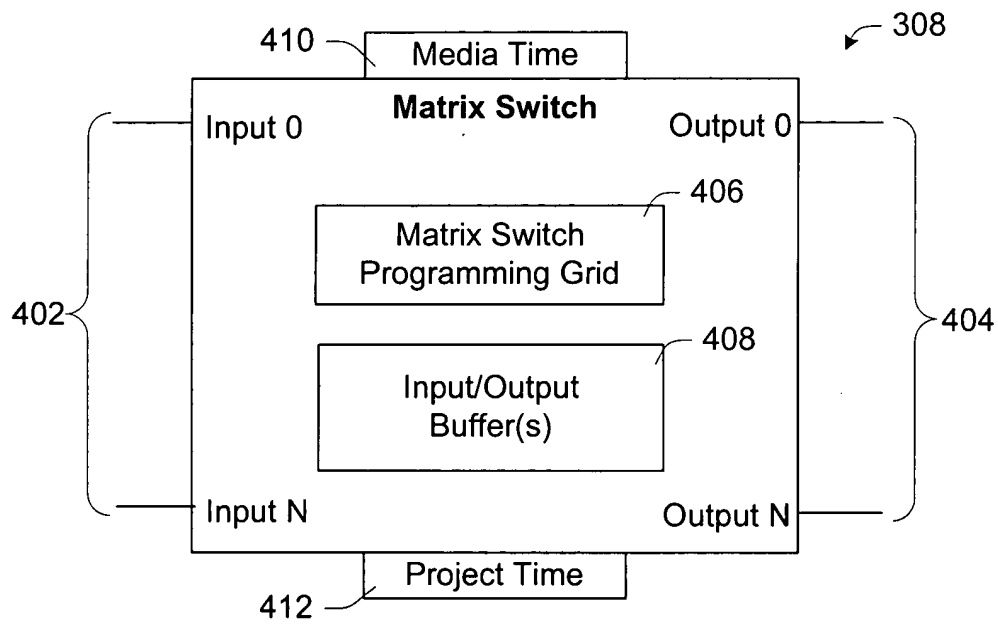 410
Media Time
308
Matrix Switch
Input 0
Output 0
406
Matrix Switch
Programming Grid
402
404
408
Input/Output
Buffer(s)
Input N
Output N
Project Time
412